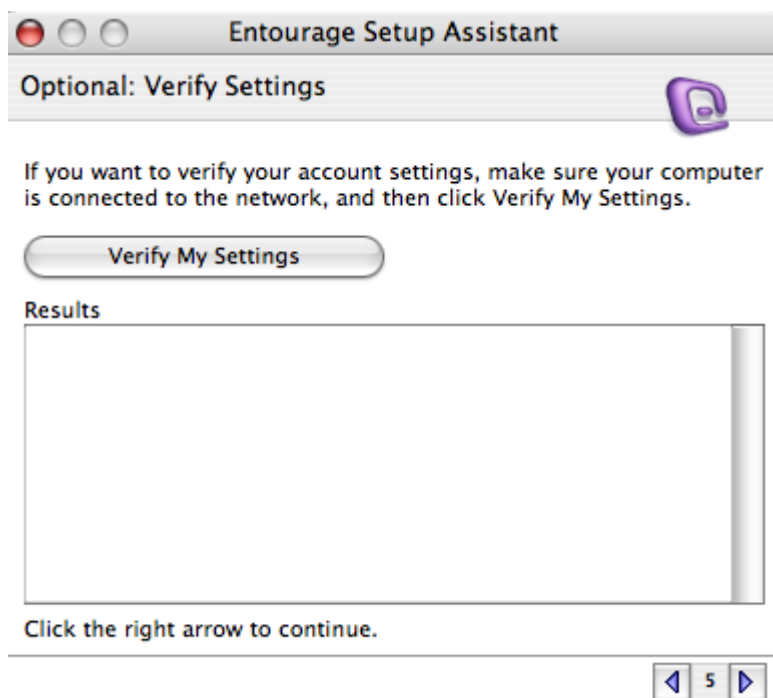 Entourage Setup Assistant
Optional: Verify Settings
If you want to verify your account settings, make sure your computer
is connected to the network, and then click Verify My Settings.
Verify My Settings
Results
Click the right arrow to continue.
5